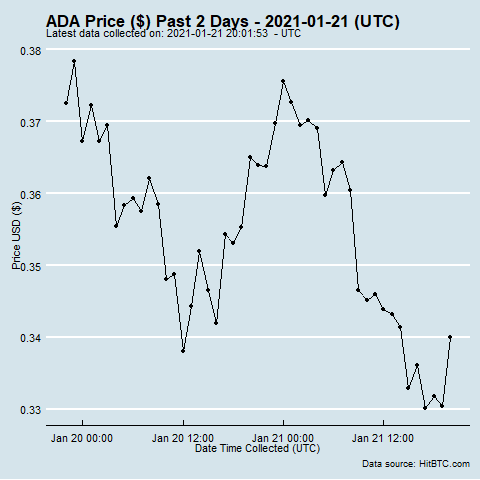 ADA Price ($) Past 2 Days - 2021-01-21 (UTC)
Latest data collected on: 2021-01-21 20:01:53 - UTC
0.38
0.37
0.36
0.35
0.34
0.33
Price USD ($)
Jan 20 00:00 Jan 20 12:00 Jan 21 00:00 Jan 21 12:00
Date Time Collected (UTC)
Data source: HitBTC.com